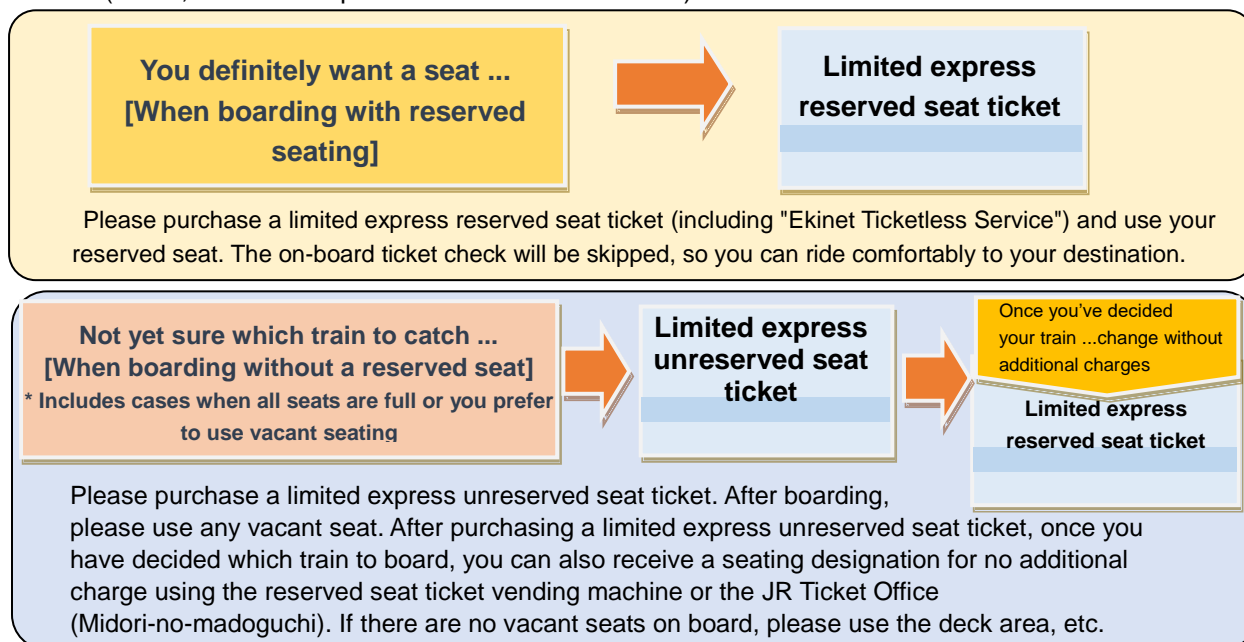 You definitely want a seat ...
[When boarding with reserved
seating]
Limited express
reserved seat ticket
Please purchase a limited express reserved seat ticket (including "Ekinet Ticketless Service") and use your
reserved seat. The on-board ticket check will be skipped, so you can ride comfortably to your destination.
Not yet sure which train to catch ...
[When boarding without a reserved seat]
* Includes cases when all seats are full or you prefer
to use vacant seating
Limited express
unreserved seat
ticket
Once you've decided
your train ...change without
additional charges
Limited express
reserved seat ticket
Please purchase a limited express unreserved seat ticket. After boarding,
please use any vacant seat. After purchasing a limited express unreserved seat ticket, once you
have decided which train to board, you can also receive a seating designation for no additional
charge using the reserved seat ticket vending machine or the JR Ticket Office
(Midori-no-madoguchi). If there are no vacant seats on board, please use the deck area, etc.